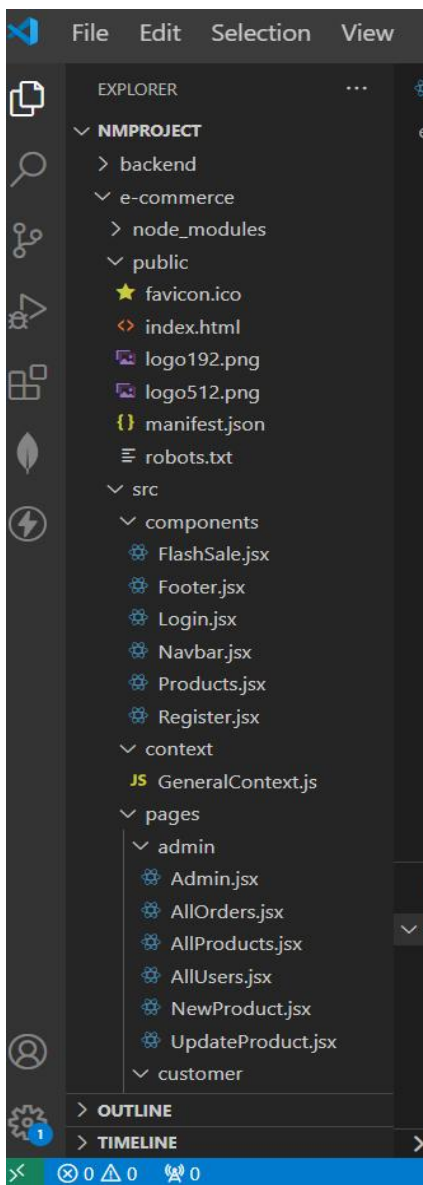 File Edit Selection View
EXPLORER ...
NMPROJECT
backend
e-commerce
node_modules
public
favicon.ico
index.html
logo192.png
logo512.png
{} manifest.json
robots.txt
src
components
FlashSale.jsx
Footer.jsx
Login.jsx
Navbar.jsx
Products.jsx
Register.jsx
context
JS GeneralContext.js
pages
admin
Admin.jsx
AllOrders.jsx
AllProducts.jsx
AllUsers.jsx
NewProduct.jsx
UpdateProduct.jsx
customer
OUTLINE
1
TIMELINE
0 0 0